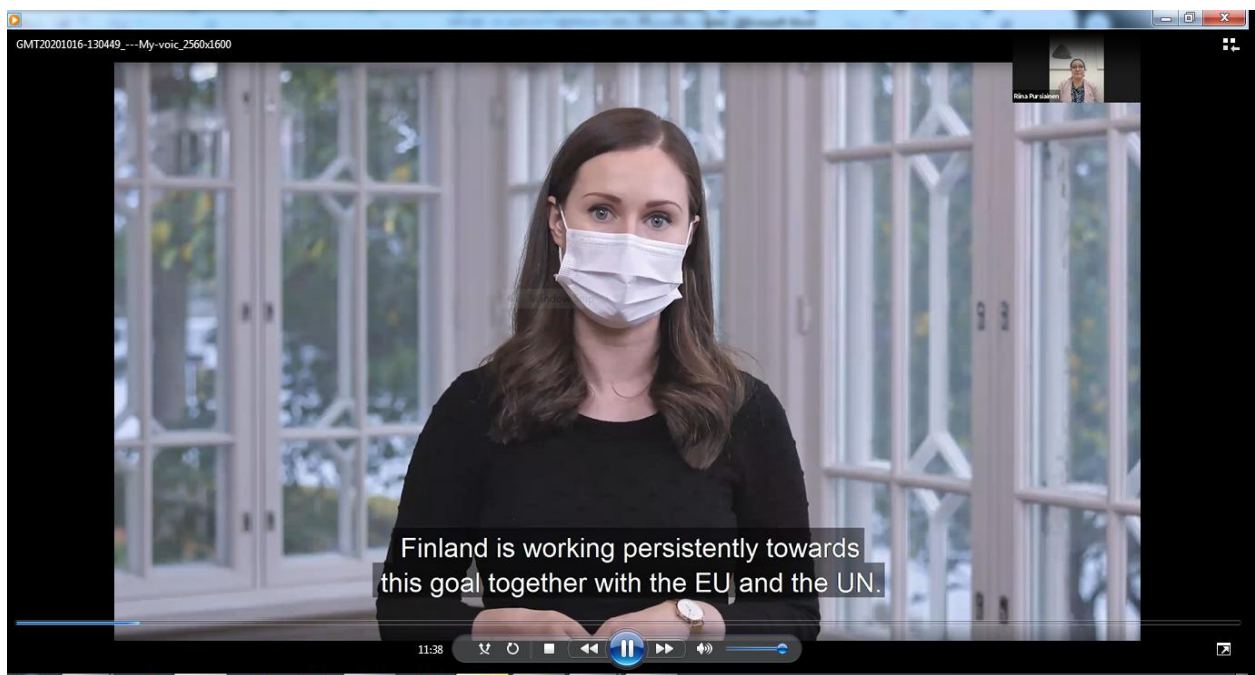 GMT20201016-130449_---My-voic_2560x1600
Riina Pursiainen
Finland is working persistently towards
this goal together with the EU and the UN.
11:38